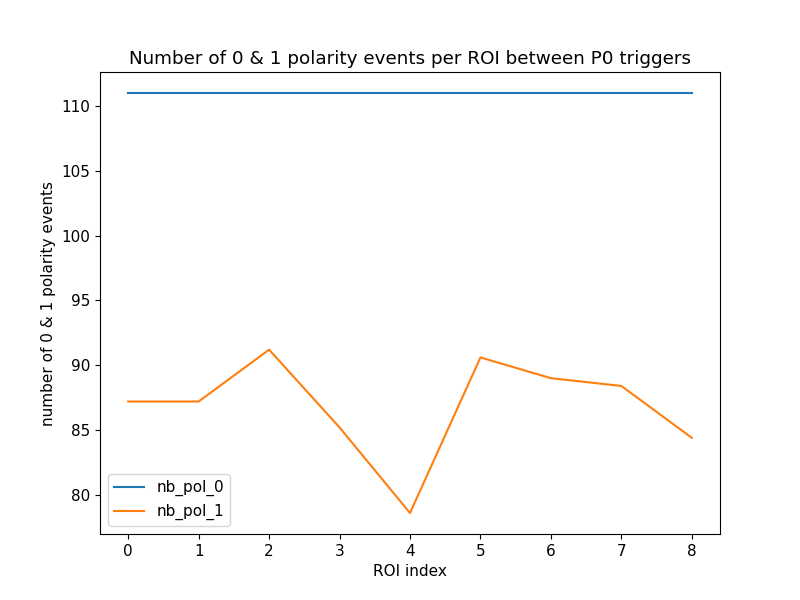 Number of 0 & 1 polarity events per ROI between P0 triggers
number of 0 & 1 polarity events
110
105
100
95
90
85
80
nb_pol_0
nb_pol_1
0 1 2 3 4 5 6 7 8
ROI index